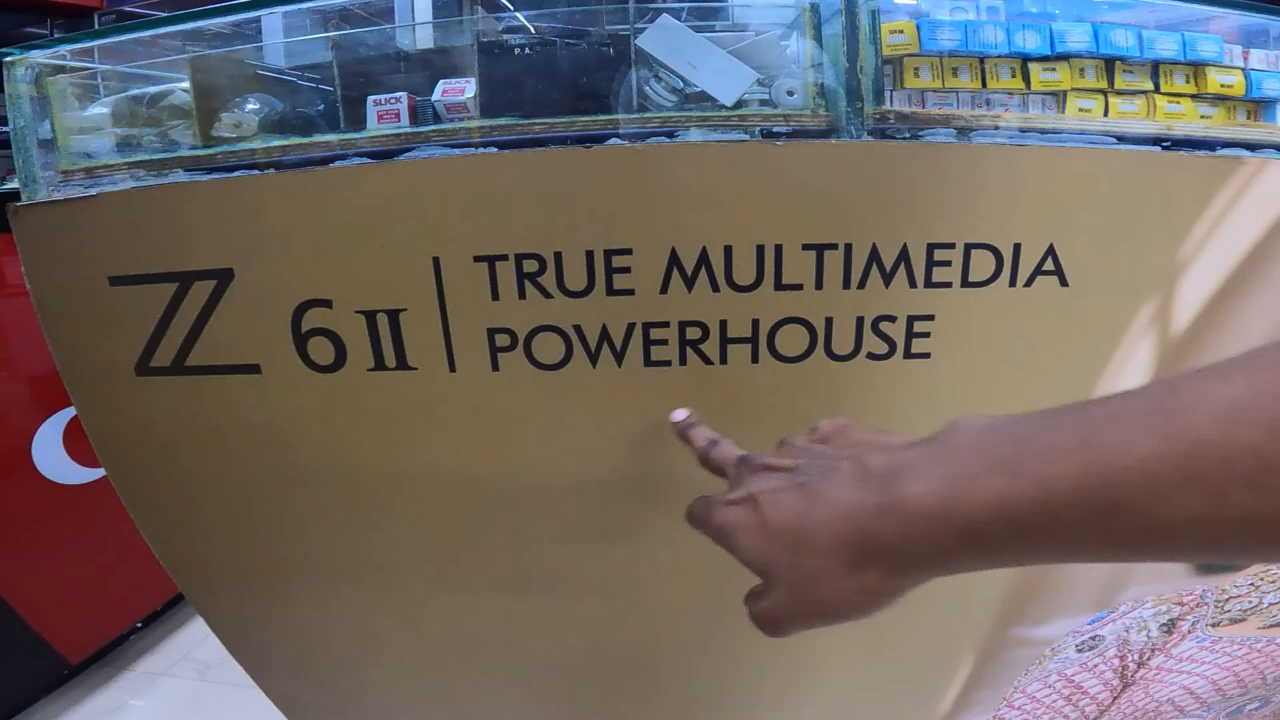 P.A.
SLICK
SLICK
Z 6II
TRUE MULTIMEDIA
POWERHOUSE